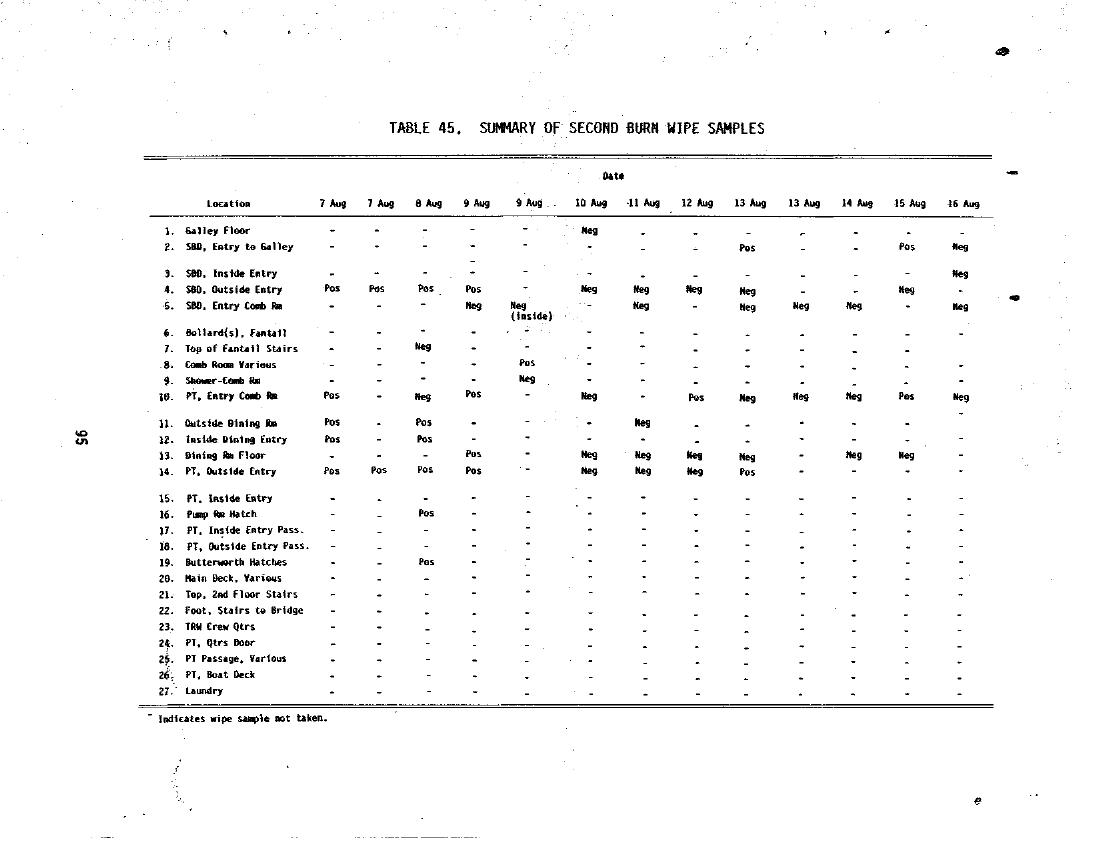 TABLE 45. SUMMARY OF SECOND BURN WIPE SAMPLES
Date
Location 7 Aug 7 Aug 8 Aug 9 Aug 9 Aug 10 Aug 11 Aug 12 Aug 13 Aug 13 Aug 14 Aug 15 Aug 16 Aug
1. Galley Floor - - - - - Neg - - - - - - -
2. SBD, Entry to Galley - - - - - - - - Pos - - Pos Neg
3. SBD, Inside Entry - - - - - - - - - - - - Neg
4. SBD, Outside Entry Pos Pos Pos Pos - Neg Neg Neg Neg - - Neg -
5. SBD, Entry Comb Rm - - - Neg Neg - Neg - Neg Neg Neg - Neg
(inside)
6. Bollard(s), Fantail - - - - - - - - - - - - -
7. Top of Fantail Stairs - - Neg - - - - - - - - -
8. Comb Room Various - - - - Pos - - - - - - - -
9. Shower-Comb Rm - - - - Neg - - - - - - - -
10. PT, Entry Comb Rm Pos - Neg Pos - Neg - Pos Neg Neg Neg Pos Neg
11. Outside Dining Rm Pos - Pos - - - Neg - - - - - -
12. Inside Dining Entry Pos - Pos - - - - - - - - - -
13. Dining Rm Floor - - - Pos - Neg Neg Neg Neg - Neg Neg -
14. PT, Outside Entry Pos Pos Pos Pos - Neg Neg Neg Pos - - - -
15. PT, Inside Entry - - - - - - - - - - - - -
16. Pump Rm Hatch - - Pos - - - - - - - - - -
17. PT, Inside Entry Pass. - - - - - - - - - - - - -
18. PT, Outside Entry Pass. - - - - - - - - - - - - -
19. Butterworth Hatches - - Pos - - - - - - - - - -
20. Main Deck, Various - - - - - - - - - - - - -
21. Top, 2nd Floor Stairs - - - - - - - - - - - - -
22. Foot, Stairs to Bridge - - - - - - - - - - - - -
23. TRW Crew Qtrs - - - - - - - - - - - - -
24. PT, Qtrs Door - - - - - - - - - - - - -
25. PT Passage, Various - - - - - - - - - - - - -
26. PT, Boat Deck - - - - - - - - - - - - -
27. Laundry - - - - - - - - - - - - -
- Indicates wipe sample not taken.
95